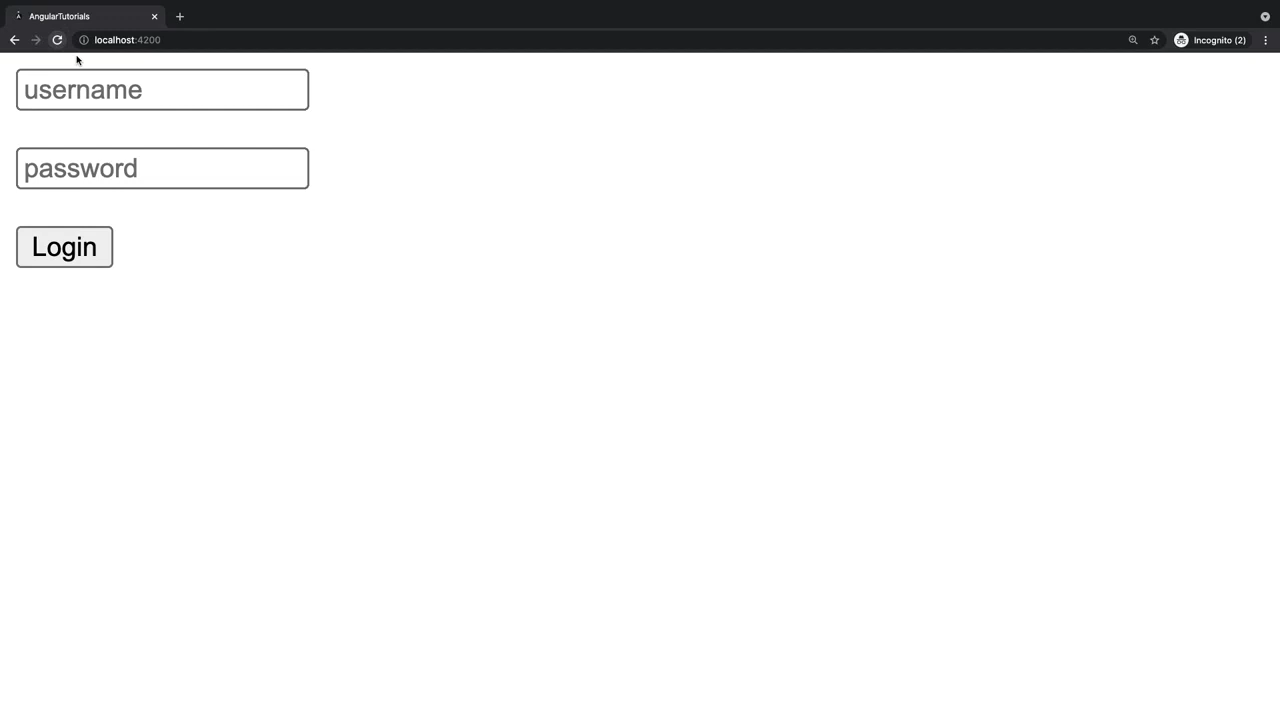 AngularTutorials
localhost:4200
Incognito (2)
username
password
Login